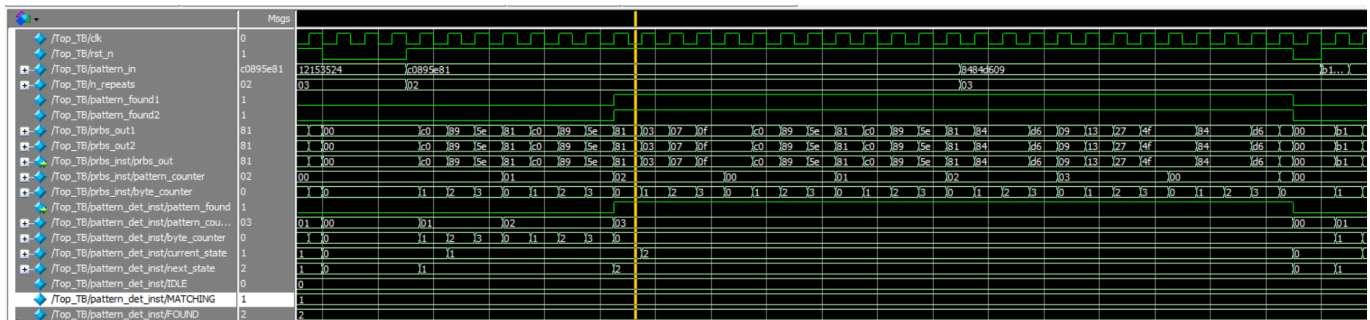 Msgs
/Top_TB/clk 0
/Top_TB/rst_n 1
/Top_TB/pattern_in c0895e81 12153524 c0895e81 8484d609 b1...
/Top_TB/n_repeats 02 03 02 03
/Top_TB/pattern_found1 1
/Top_TB/pattern_found2 1
/Top_TB/prbs_out1 81 00 c0 89 5e 81 c0 89 5e 81 03 07 0f c0 89 5e 81 c0 89 5e 81 84 d6 09 13 27 4f 84 d6 00 b1
/Top_TB/prbs_out2 81 00 c0 89 5e 81 c0 89 5e 81 03 07 0f c0 89 5e 81 c0 89 5e 81 84 d6 09 13 27 4f 84 d6 00 b1
/Top_TB/prbs_inst/prbs_out 81 00 c0 89 5e 81 c0 89 5e 81 03 07 0f c0 89 5e 81 c0 89 5e 81 84 d6 09 13 27 4f 84 d6 00 b1
/Top_TB/prbs_inst/pattern_counter 02 00 01 02 00 01 02 03 00 00
/Top_TB/prbs_inst/byte_counter 0 0 1 2 3 0 1 2 3 0 1 2 3 0 1 2 3 0 1 2 3 0 1 2 3 0 1 2 3 0 1 2 3 0 1
/Top_TB/pattern_det_inst/pattern_found 1
/Top_TB/pattern_det_inst/pattern_cou... 03 01 00 01 02 03 00 01
/Top_TB/pattern_det_inst/byte_counter 0 0 1 2 3 0 1 2 3 0 1
/Top_TB/pattern_det_inst/current_state 1 1 0 1 2 0
/Top_TB/pattern_det_inst/next_state 2 1 0 1 2 0 1
/Top_TB/pattern_det_inst/IDLE 0 0
/Top_TB/pattern_det_inst/MATCHING 1 1
/Top_TB/pattern_det_inst/FOUND 2 2